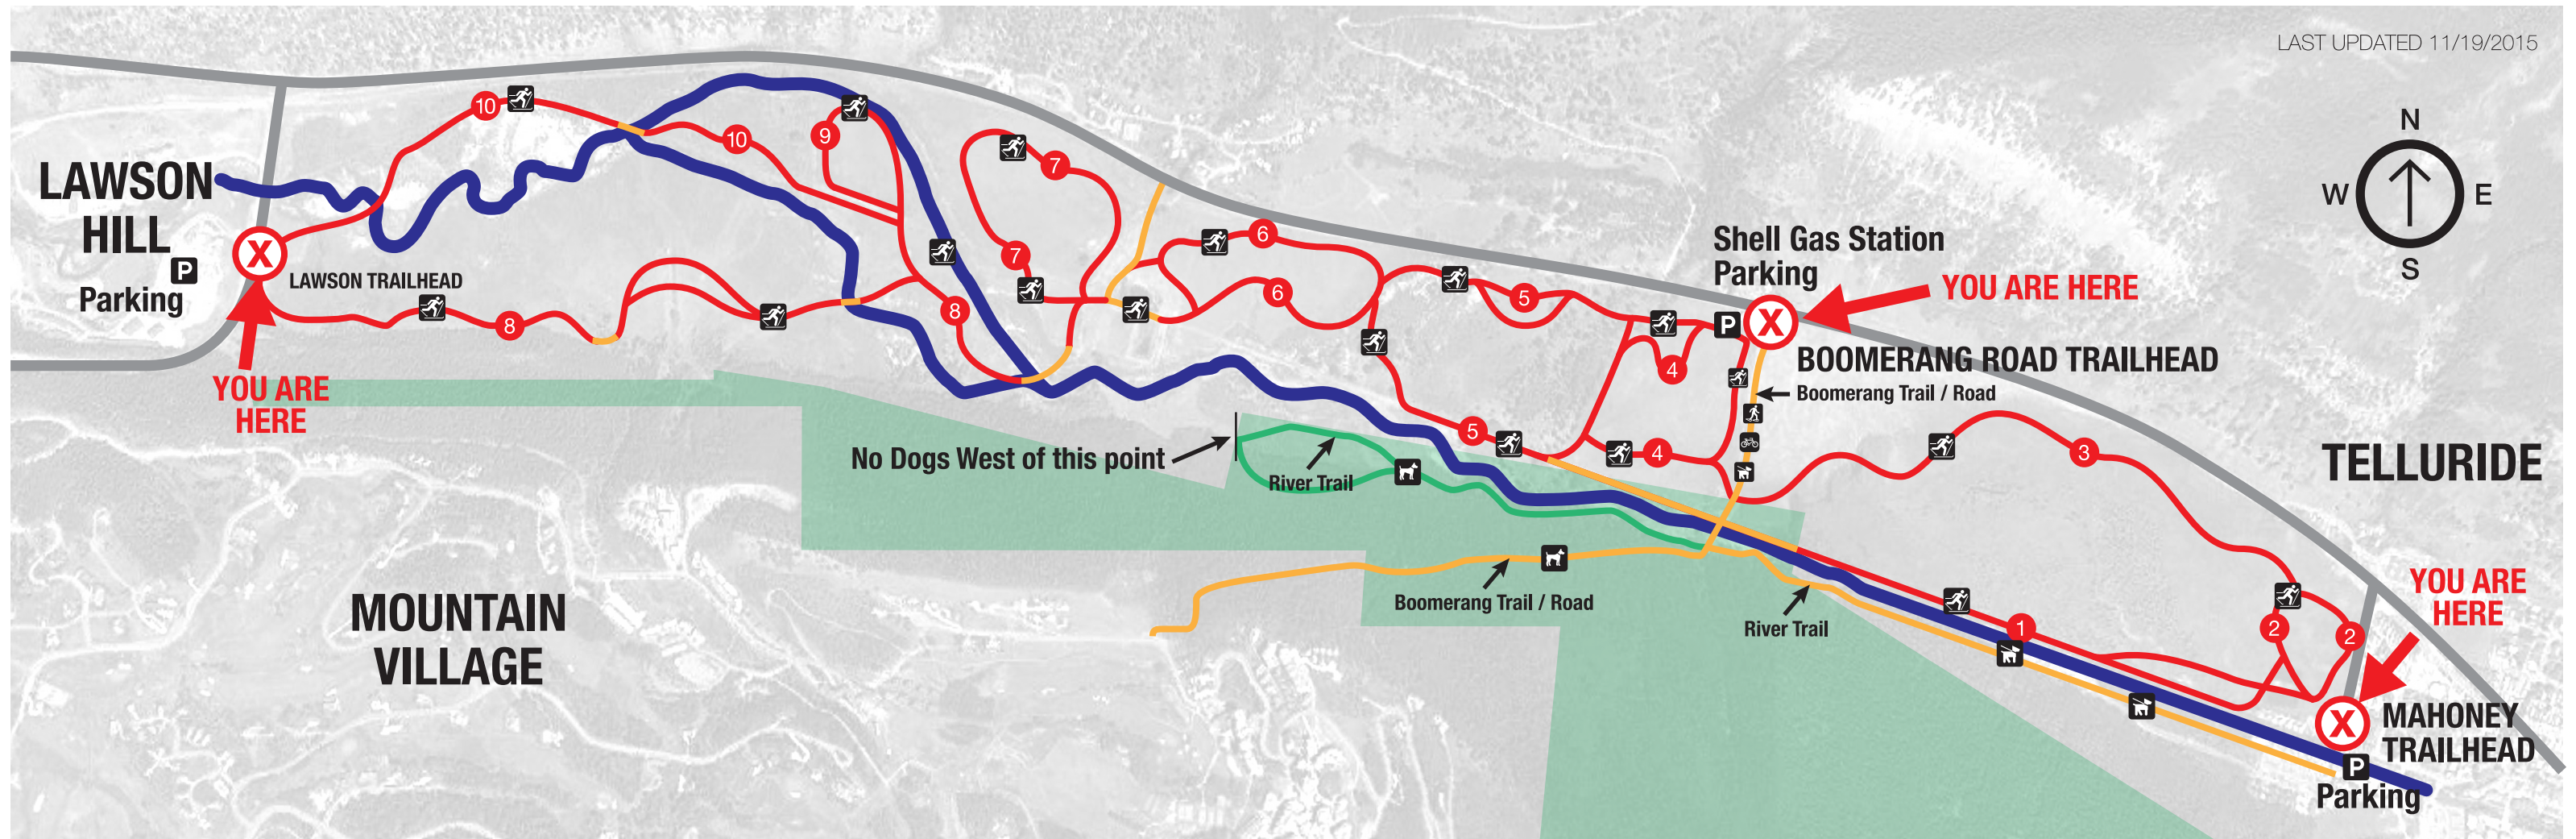 LAST UPDATED 11/19/2015
N
W
E
S
LAWSON
HILL
P
Parking
X
LAWSON TRAILHEAD
YOU ARE
HERE
10
10
9
8
8
7
7
6
6
5
5
4
4
3
2
2
1
Shell Gas Station
Parking
YOU ARE HERE
P
X
BOOMERANG ROAD TRAILHEAD
Boomerang Trail / Road
No Dogs West of this point
River Trail
TELLURIDE
MOUNTAIN
VILLAGE
Boomerang Trail / Road
River Trail
YOU ARE
HERE
X
MAHONEY
TRAILHEAD
P
Parking